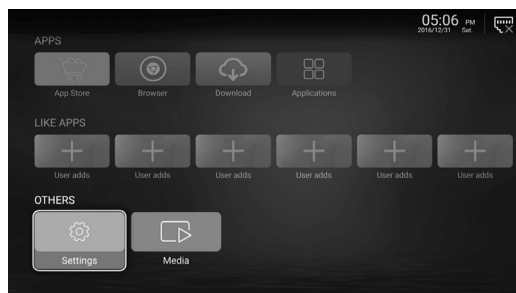 05:06 PM
2016/12/31 Sat.
APPS
App Store Browser Download Applications
LIKE APPS
User adds User adds User adds User adds User adds User adds
OTHERS
Settings Media